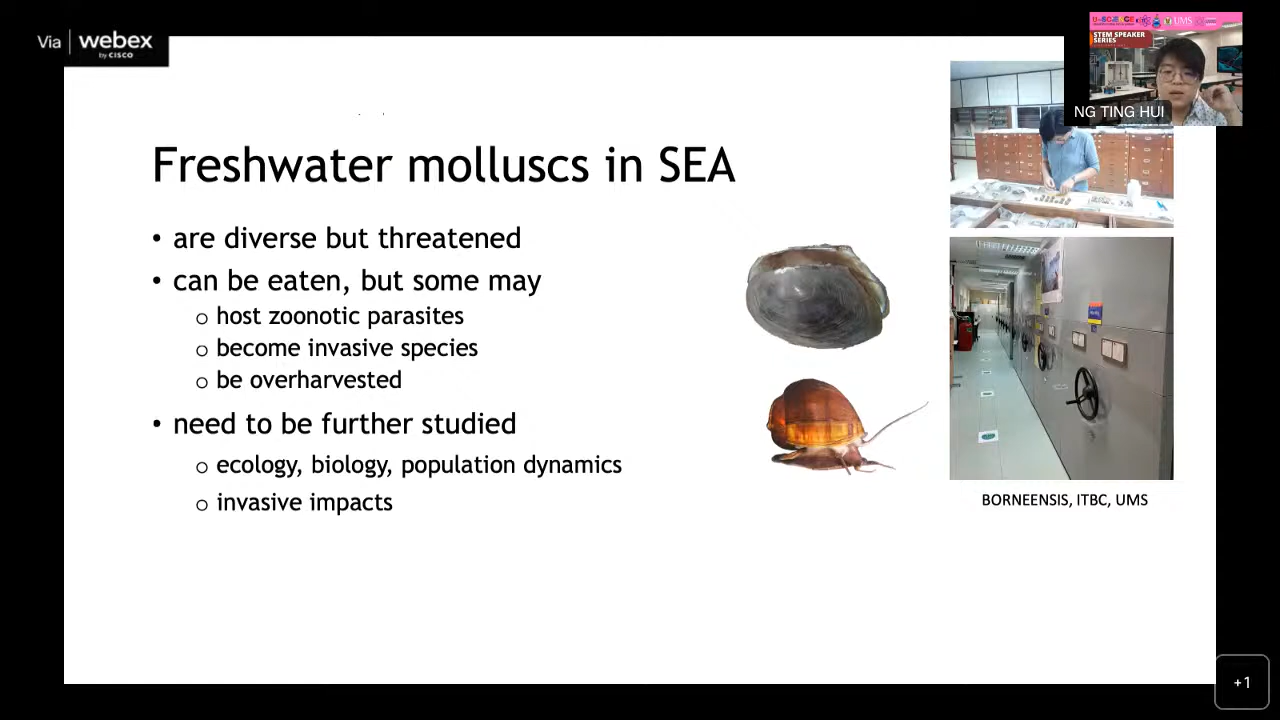 Via webex
by CISCO
U-SCIENCE
UMS
STEM SPEAKER
SERIES
NG TING HUI
Freshwater molluscs in SEA
• are diverse but threatened
• can be eaten, but some may
o host zoonotic parasites
o become invasive species
o be overharvested
• need to be further studied
o ecology, biology, population dynamics
o invasive impacts
BORNEENSIS, ITBC, UMS
+1